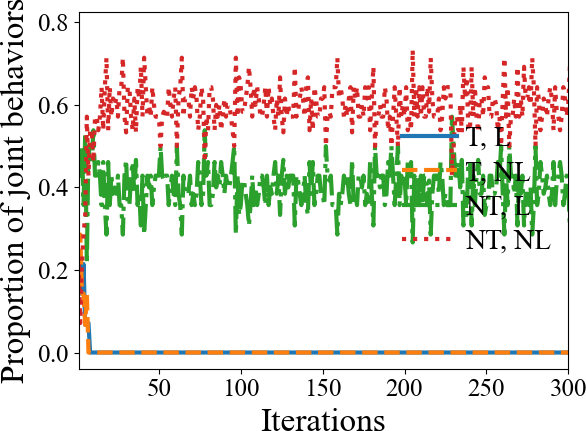 Proportion of joint behaviors
0.8
0.6
0.4
0.2
0.0
T, L
T, NL
NT, L
NT, NL
50
100
150
200
250
300
Iterations